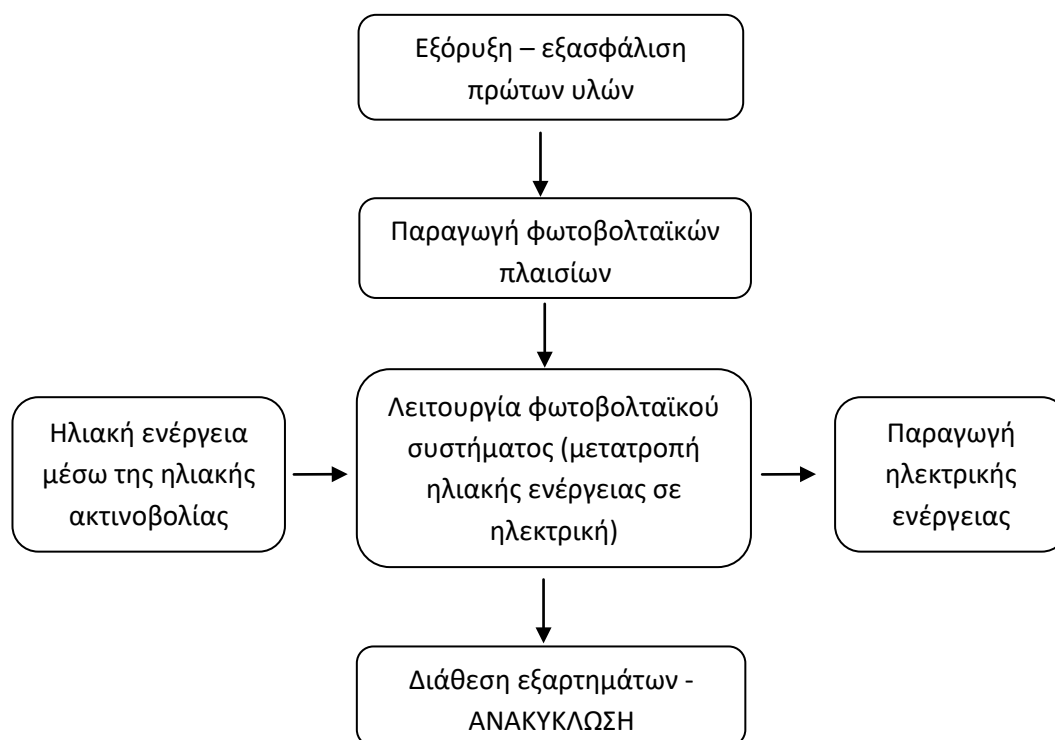 Εξόρυξη – εξασφάλιση
πρώτων υλών
Παραγωγή φωτοβολταϊκών
πλαισίων
Ηλιακή ενέργεια
μέσω της ηλιακής
ακτινοβολίας
Λειτουργία φωτοβολταϊκού
συστήματος (μετατροπή
ηλιακής ενέργειας σε
ηλεκτρική)
Παραγωγή
ηλεκτρικής
ενέργειας
Διάθεση εξαρτημάτων -
ΑΝΑΚΥΚΛΩΣΗ